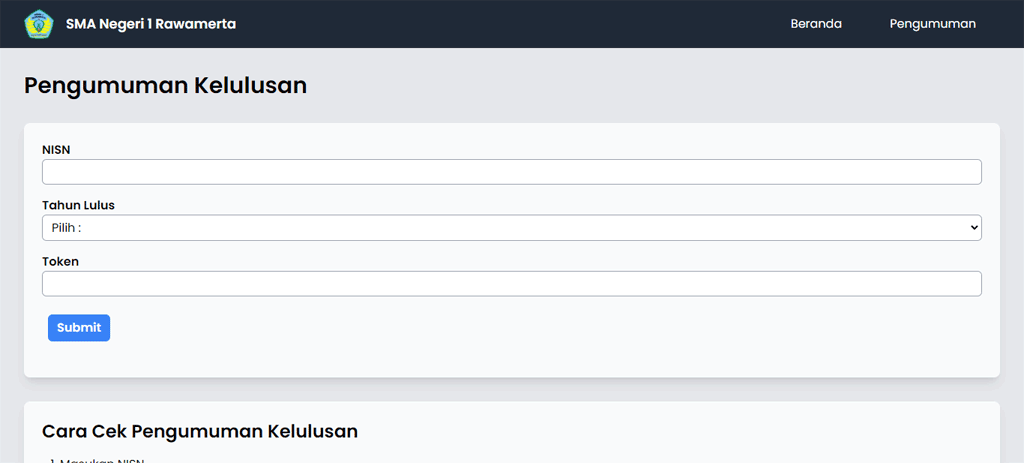 SMA Negeri 1 Rawamerta
Beranda
Pengumuman
Pengumuman Kelulusan
NISN
Tahun Lulus
Pilih :
Token
Submit
Cara Cek Pengumuman Kelulusan
1. Masukan NISN